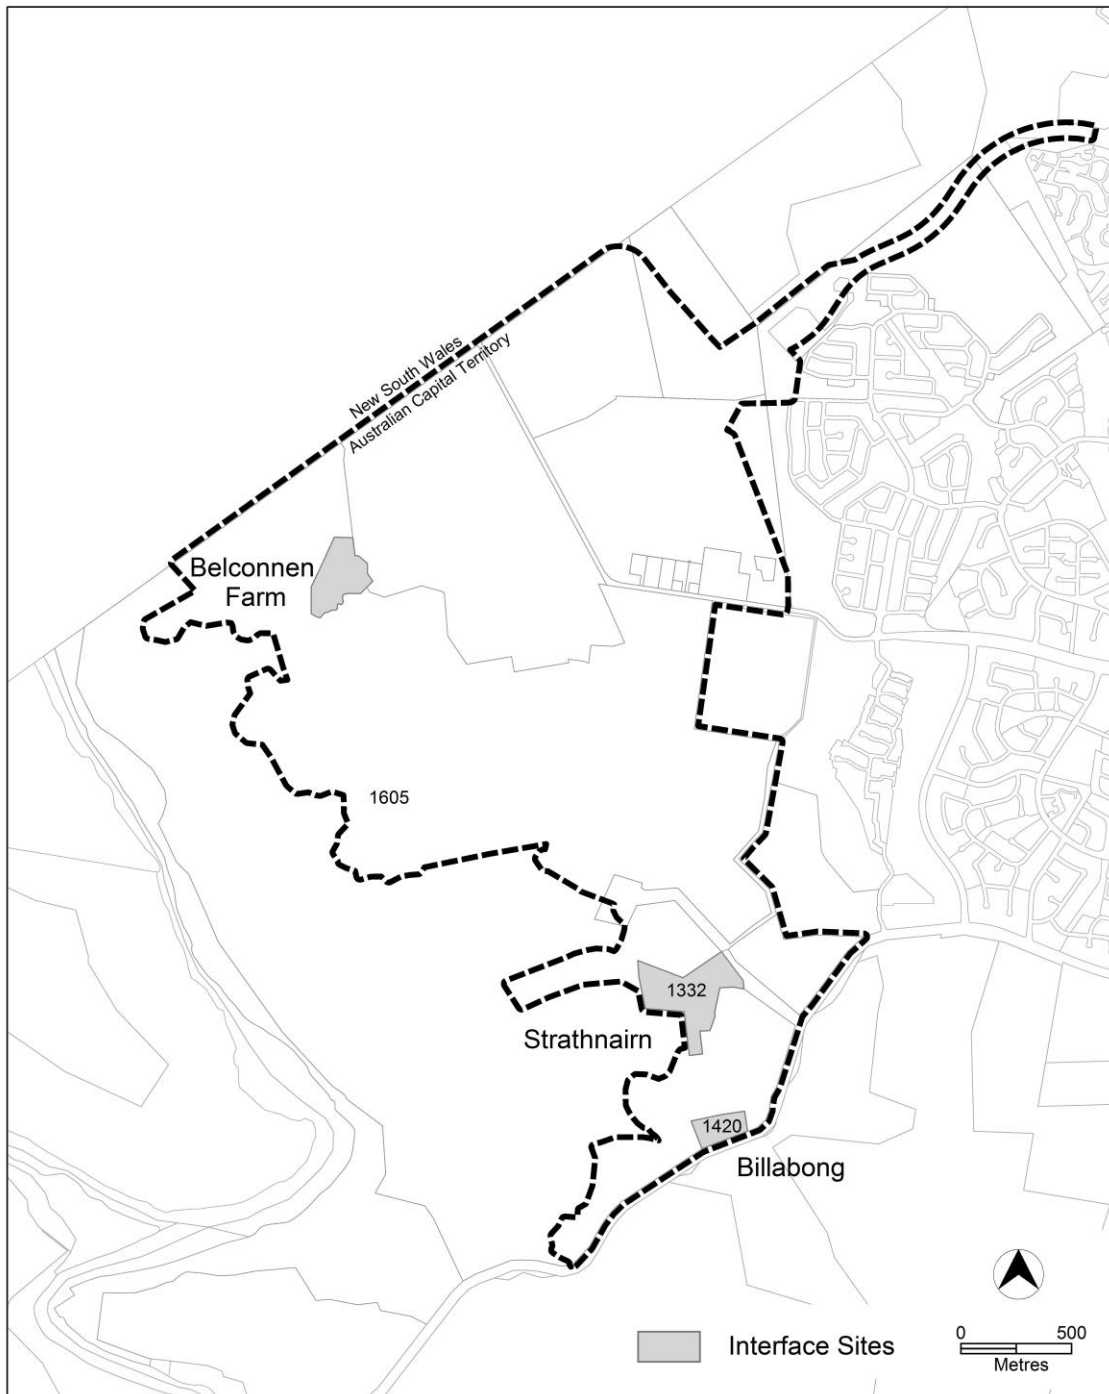 New South Wales
Australian Capital Territory
Belconnen
Farm
1605
1332
Strathnairn
1420
Billabong
Interface Sites
0 500
Metres